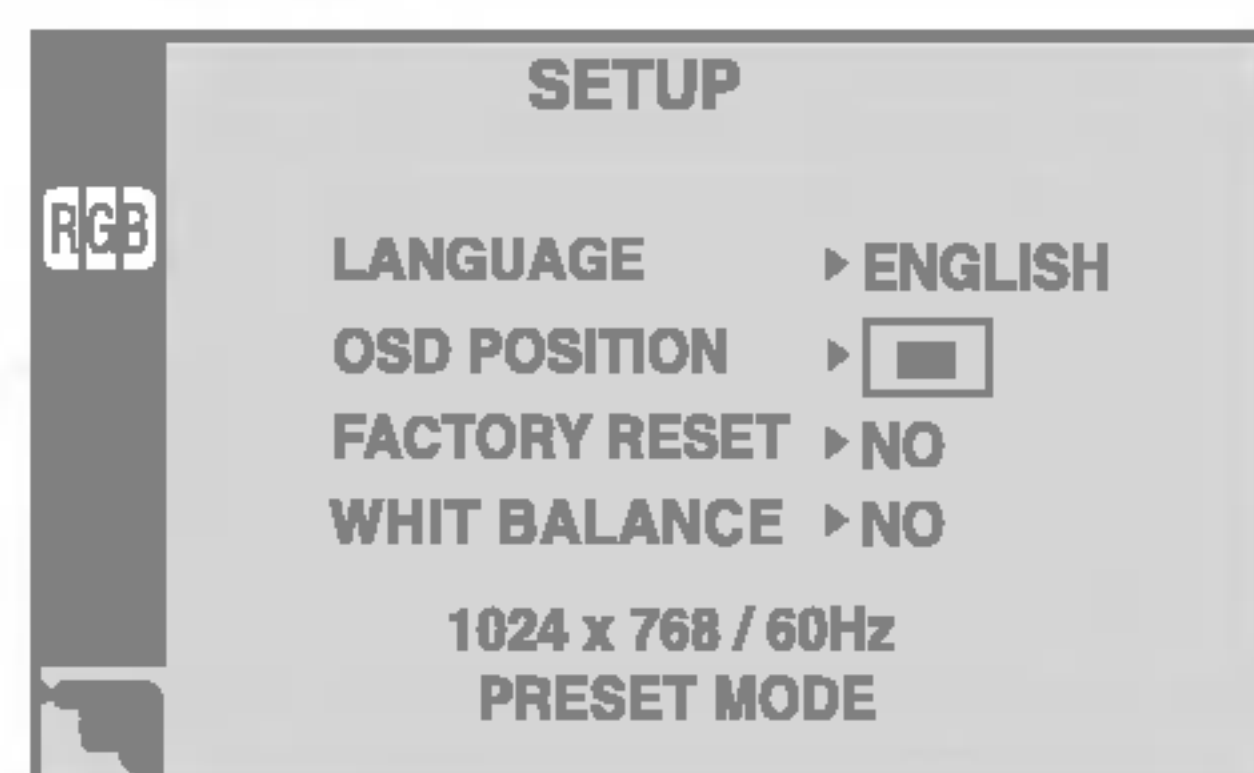 SETUP
RGB
LANGUAGE ENGLISH
OSD POSITION
FACTORY RESET NO
WHIT BALANCE NO
1024 x 768 / 60Hz
PRESET MODE